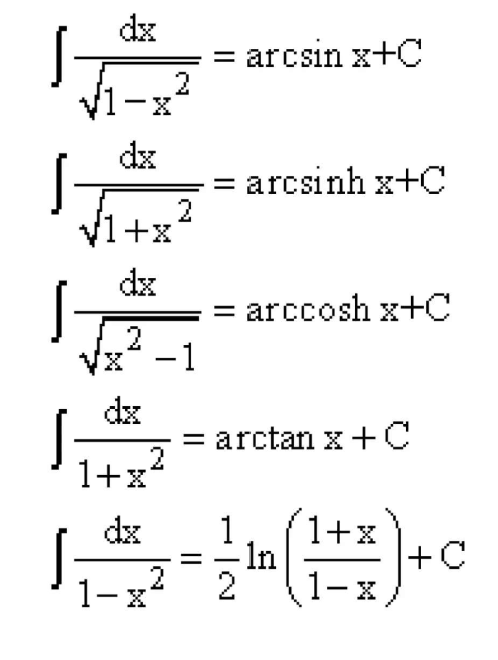 ∫ dx/√(1−x²) = arcsin x+C
∫ dx/√(1+x²) = arcsinh x+C
∫ dx/√(x²−1) = arccosh x+C
∫ dx/(1+x²) = arctan x+C
∫ dx/(1−x²) = 1/2 ln((1+x)/(1−x))+C